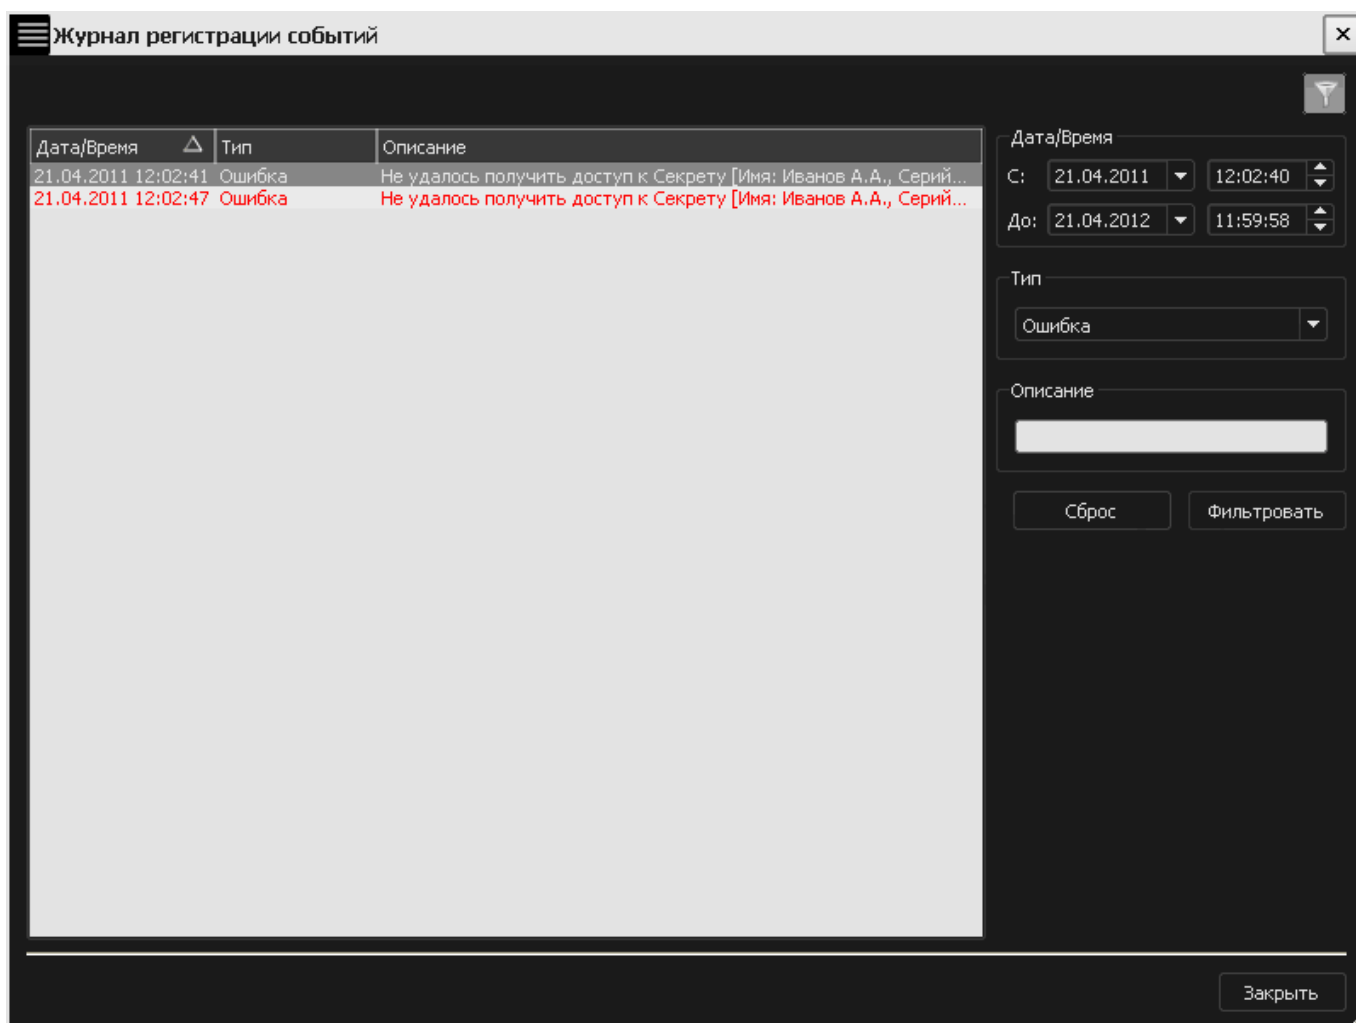 Журнал регистрации событий
Дата/Время Тип Описание
21.04.2011 12:02:41 Ошибка Не удалось получить доступ к Секрету [Имя: Иванов А.А., Серий...
21.04.2011 12:02:47 Ошибка Не удалось получить доступ к Секрету [Имя: Иванов А.А., Серий...
Дата/Время
С: 21.04.2011 12:02:40
До: 21.04.2012 11:59:58
Тип
Ошибка
Описание
Сброс Фильтровать
Закрыть